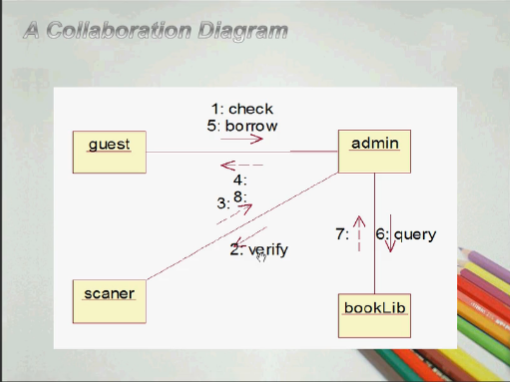 A Collaboration Diagram
1: check
5: borrow
guest
admin
4:
8:
3:
2: verify
7:
6: query
scaner
bookLib